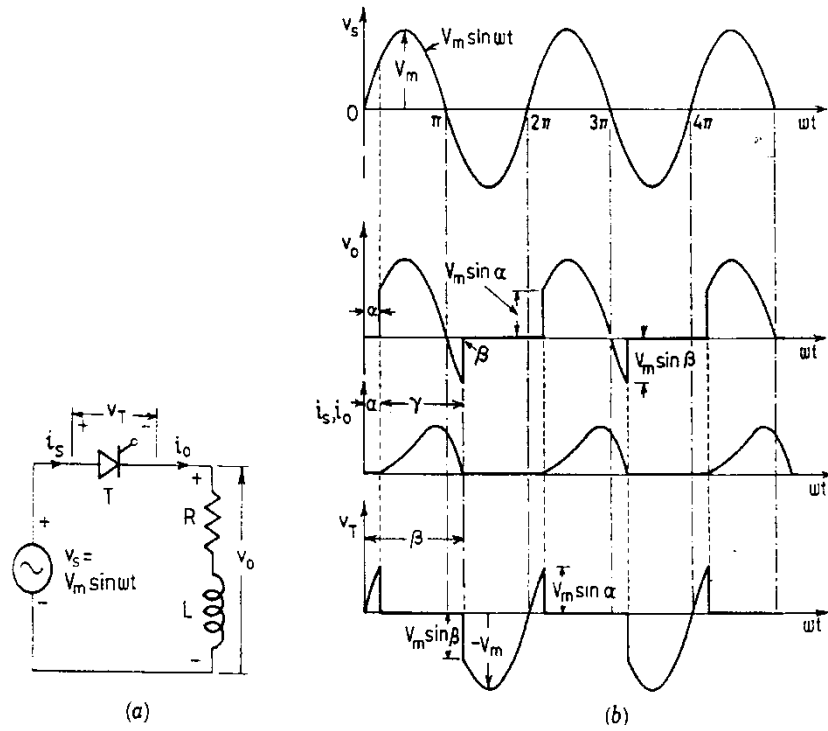 v_s
V_m sin ωt
V_m
O
π
2π
3π
4π
ωt
v_o
V_m sin α
α
β
V_m sin β
ωt
α
γ
i_s, i_o
ωt
v_T
β
V_m sin α
V_m sin β
-V_m
ωt
(b)
v_T
+
-
i_s
i_o
T
+
R
+
v_s =
V_m sin ωt
v_o
L
-
-
(a)